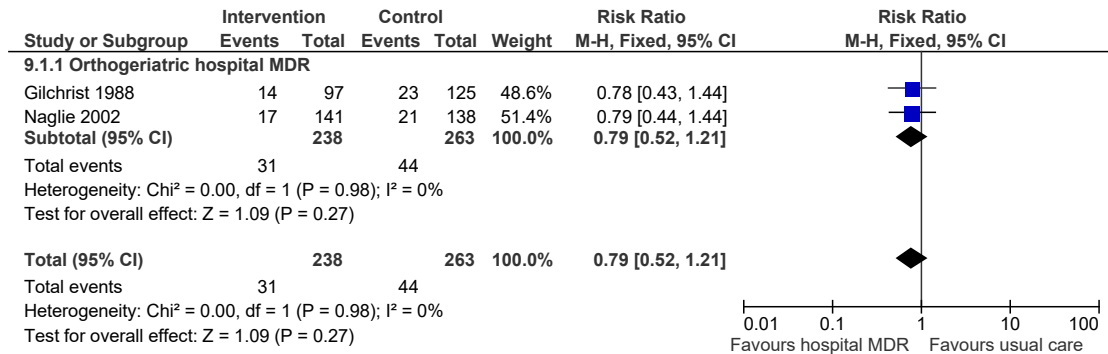 Intervention Control Risk Ratio Risk Ratio
Study or Subgroup Events Total Events Total Weight M-H, Fixed, 95% CI M-H, Fixed, 95% CI
9.1.1 Orthogeriatric hospital MDR
Gilchrist 1988 14 97 23 125 48.6% 0.78 [0.43, 1.44]
Naglie 2002 17 141 21 138 51.4% 0.79 [0.44, 1.44]
Subtotal (95% CI) 238 263 100.0% 0.79 [0.52, 1.21]
Total events 31 44
Heterogeneity: Chi² = 0.00, df = 1 (P = 0.98); I² = 0%
Test for overall effect: Z = 1.09 (P = 0.27)
Total (95% CI) 238 263 100.0% 0.79 [0.52, 1.21]
Total events 31 44
Heterogeneity: Chi² = 0.00, df = 1 (P = 0.98); I² = 0%
Test for overall effect: Z = 1.09 (P = 0.27)
0.01 0.1 1 10 100
Favours hospital MDR Favours usual care